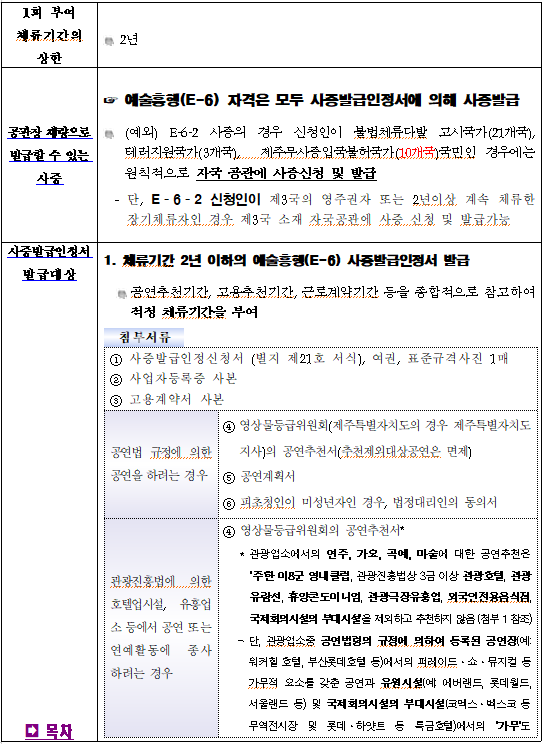 1회 부여
체류기간의
상한
2년
공관장 재량으로
발급할 수 있는
사증
☞ 예술흥행(E-6) 자격은 모두 사증발급인정서에 의해 사증발급
(예외) E-6-2 사증의 경우 신청인이 불법체류다발 고시국가(21개국),
테러지원국가(3개국), 제주무사증입국불허국가(10개국)국민인 경우에는
원칙적으로 자국 공관에 사증신청 및 발급
- 단, E-6-2 신청인이 제3국의 영주권자 또는 2년이상 계속 체류한
장기체류자인 경우 제3국 소재 자국공관에 사증 신청 및 발급가능
사증발급인정서
발급대상
1. 체류기간 2년 이하의 예술흥행(E-6) 사증발급인정서 발급
공연추천기간, 고용추천기간, 근로계약기간 등을 종합적으로 참고하여
적정 체류기간을 부여
첨부서류
① 사증발급인정신청서 (별지 제21호 서식), 여권, 표준규격사진 1매
② 사업자등록증 사본
③ 고용계약서 사본
공연법 규정에 의한
공연을 하려는 경우
④ 영상물등급위원회(제주특별자치도의 경우 제주특별자치도
지사)의 공연추천서(추천제외대상공연은 면제)
⑤ 공연계획서
⑥ 피초청인이 미성년자인 경우, 법정대리인의 동의서
관광진흥법에 의한
호텔업시설, 유흥업
소 등에서 공연 또는
연예활동에 종사
하려는 경우
④ 영상물등급위원회의 공연추천서*
* 관광업소에서의 연주, 가요, 곡예, 마술에 대한 공연추천은
'주한 미8군 영내클럽, 관광진흥법상 3급 이상 관광호텔, 관광
유람선, 휴양콘도미니엄, 관광극장유흥업, 외국인전용음식점,
국제회의시설의 부대시설'을 제외하고 추천하지 않음 (첨부 1 참조)
- 단, 관광업소중 공연법령의 규정에 의하여 등록된 공연장(예:
워커힐 호텔, 부산롯데호텔 등)에서의 퍼레이드·쇼·뮤지컬 등
가무적 요소를 갖춘 공연과 유원시설(예: 에버랜드, 롯데월드,
서울랜드 등) 및 국제회의시설의 부대시설(코엑스·벡스코 등
무역전시장 및 롯데·하얏트 등 특급호텔)에서의 '가무'도
목차